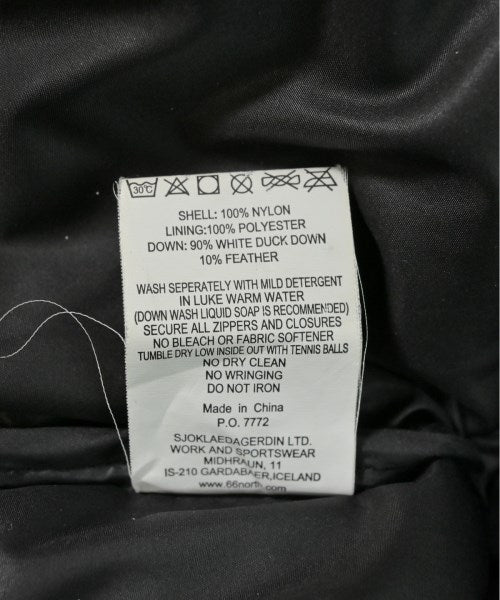 30°C
SHELL: 100% NYLON
LINING:100% POLYESTER
DOWN: 90% WHITE DUCK DOWN
10% FEATHER
WASH SEPERATELY WITH MILD DETERGENT
IN LUKE WARM WATER
(DOWN WASH LIQUID SOAP IS RECOMMENDED)
SECURE ALL ZIPPERS AND CLOSURES
NO BLEACH OR FABRIC SOFTENER
TUMBLE DRY LOW INSIDE OUT WITH TENNIS BALLS
NO DRY CLEAN
NO WRINGING
DO NOT IRON
Made in China
P.O. 7772
SJOKLAEDAGERDIN LTD.
WORK AND SPORTSWEAR
MIDHRAUN, 11
IS-210 GARDABAER,ICELAND
www.66north.com